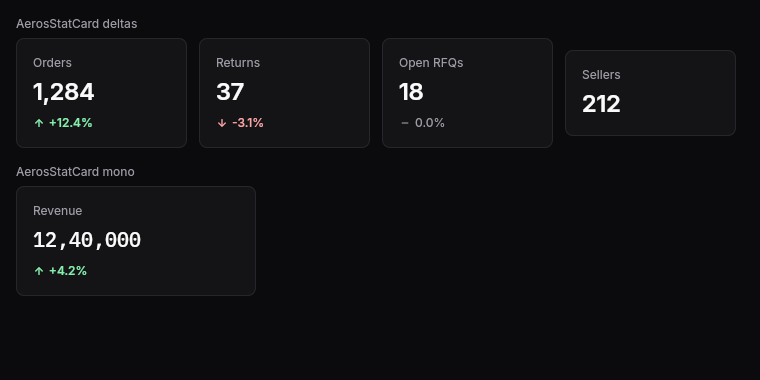 AerosStatCard deltas
Orders
1,284
↑ +12.4%
Returns
37
↓ -3.1%
Open RFQs
18
– 0.0%
Sellers
212
AerosStatCard mono
Revenue
12,40,000
↑ +4.2%